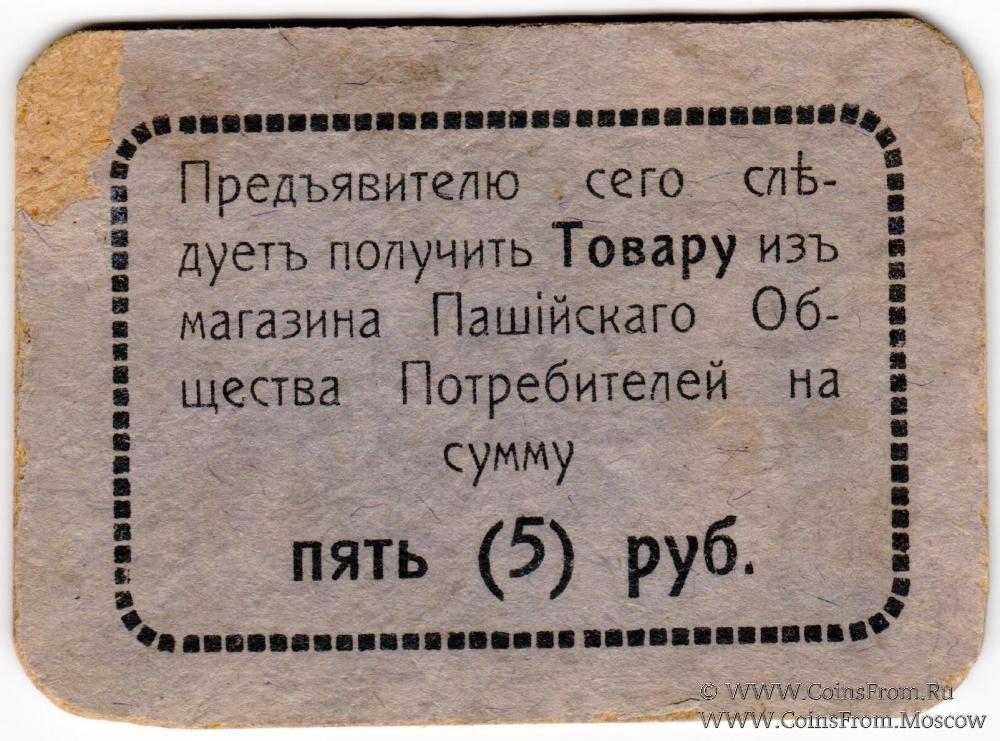 Предъявителю сего слѣ-
дуетъ получить Товару изъ
магазина Пашійскаго Об-
щества Потребителей на
сумму
пять (5) руб.
© WWW.CoinsFrom.Ru
WWW.CoinsFrom.Moscow